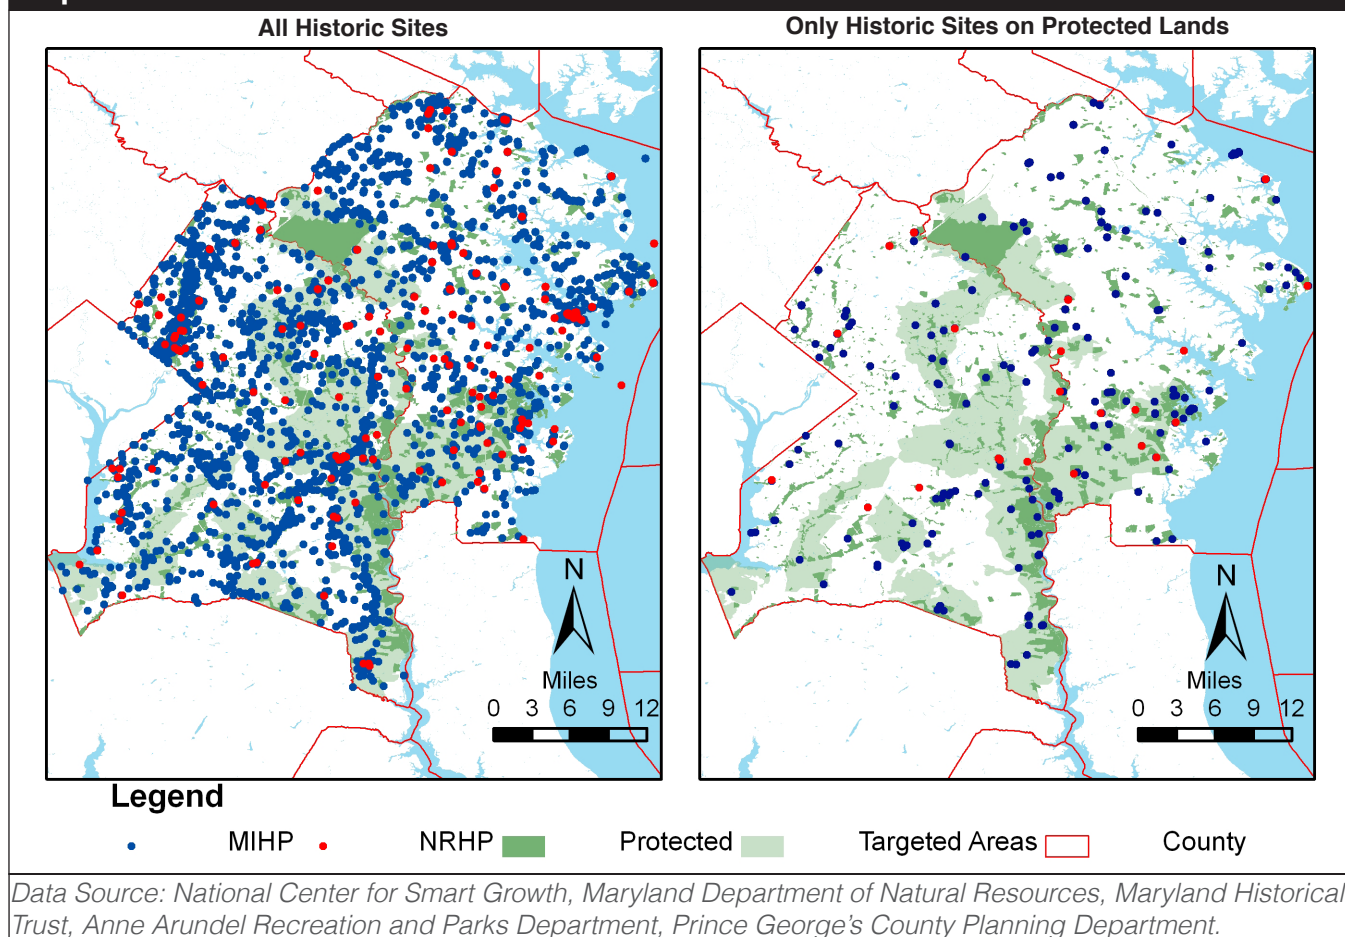 All Historic Sites
Only Historic Sites on Protected Lands
N
Miles
0 3 6 9 12
N
Miles
0 3 6 9 12
Legend
MIHP NRHP Protected Targeted Areas County
Data Source: National Center for Smart Growth, Maryland Department of Natural Resources, Maryland Historical
Trust, Anne Arundel Recreation and Parks Department, Prince George's County Planning Department.